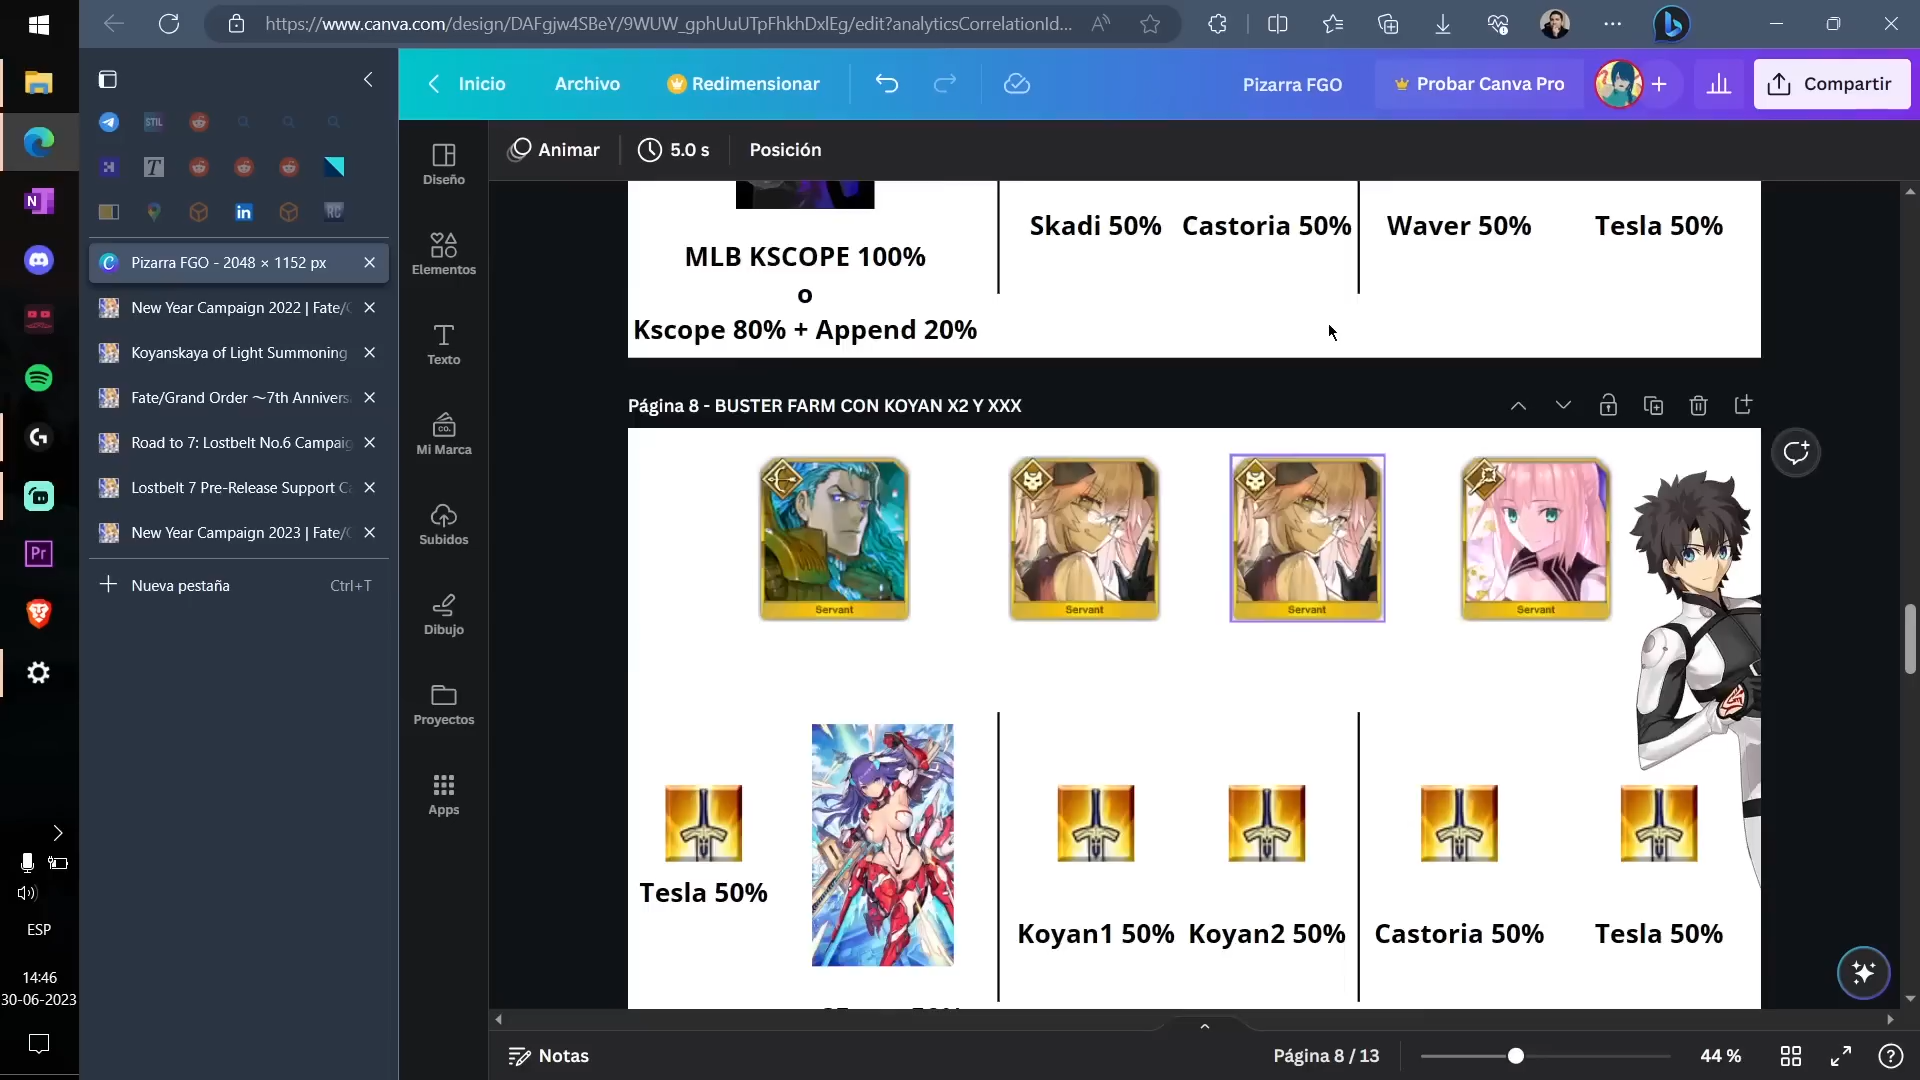 https://www.canva.com/design/DAFgjw4SBeY/9WUW_gphUuUTpFhkhDxlEg/edit?analyticsCorrelationId...
STIL
T
in
RC
Pizarra FGO - 2048 × 1152 px
New Year Campaign 2022 | Fate/
Koyanskaya of Light Summoning
Fate/Grand Order ～7th Annivers
Road to 7: Lostbelt No.6 Campaig
Lostbelt 7 Pre-Release Support Ca
New Year Campaign 2023 | Fate/
Nueva pestaña
Ctrl+T
Inicio
Archivo
Redimensionar
Pizarra FGO
Probar Canva Pro
Compartir
Animar
5.0 s
Posición
Diseño
Elementos
Texto
Mi Marca
Subidos
Dibujo
Proyectos
Apps
Skadi 50%
Castoria 50%
Waver 50%
Tesla 50%
MLB KSCOPE 100%
o
Kscope 80% + Append 20%
Página 8 - BUSTER FARM CON KOYAN X2 Y XXX
Servant
Servant
Servant
Servant
Tesla 50%
Koyan1 50%
Koyan2 50%
Castoria 50%
Tesla 50%
Notas
Página 8 / 13
44 %
N
Pr
ESP
14:46
30-06-2023